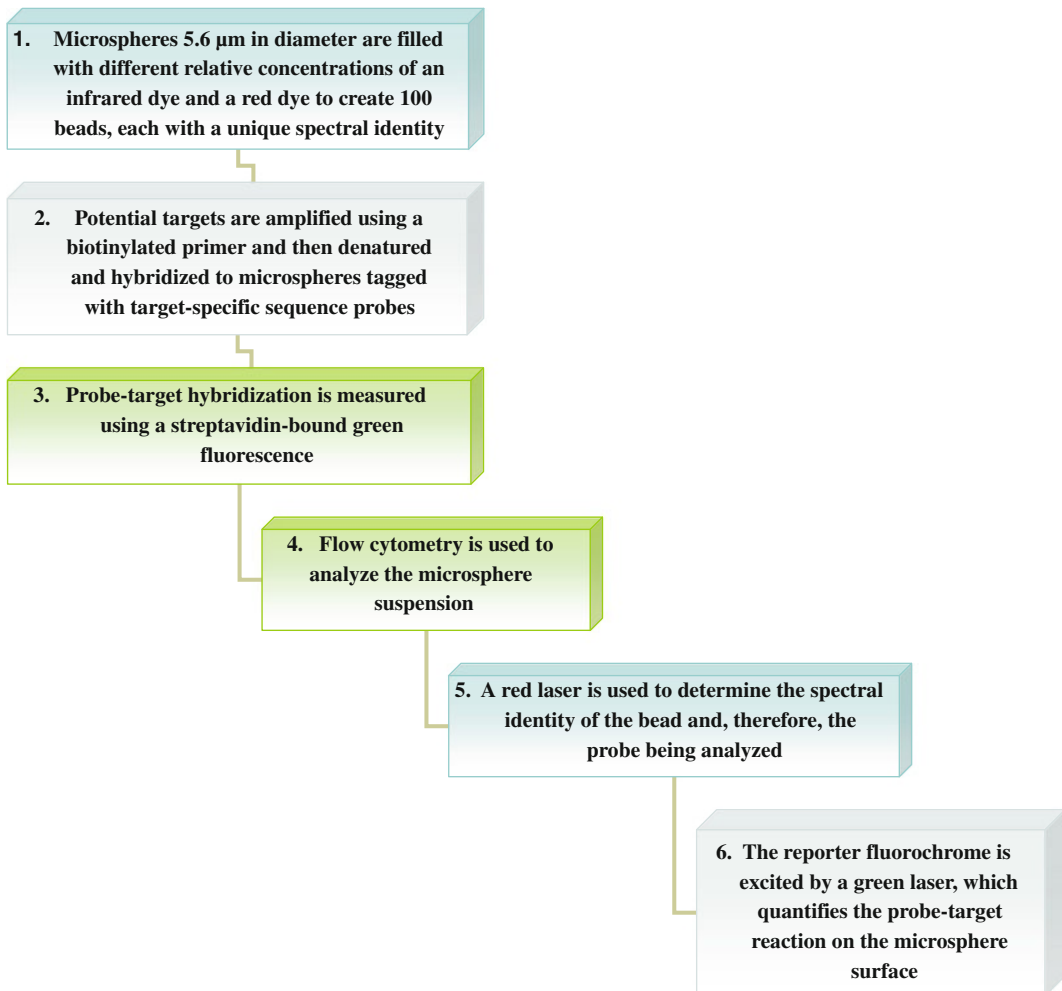 1. Microspheres 5.6 µm in diameter are filled
with different relative concentrations of an
infrared dye and a red dye to create 100
beads, each with a unique spectral identity
2. Potential targets are amplified using a
biotinylated primer and then denatured
and hybridized to microspheres tagged
with target-specific sequence probes
3. Probe-target hybridization is measured
using a streptavidin-bound green
fluorescence
4. Flow cytometry is used to
analyze the microsphere
suspension
5. A red laser is used to determine the spectral
identity of the bead and, therefore, the
probe being analyzed
6. The reporter fluorochrome is
excited by a green laser, which
quantifies the probe-target
reaction on the microsphere
surface